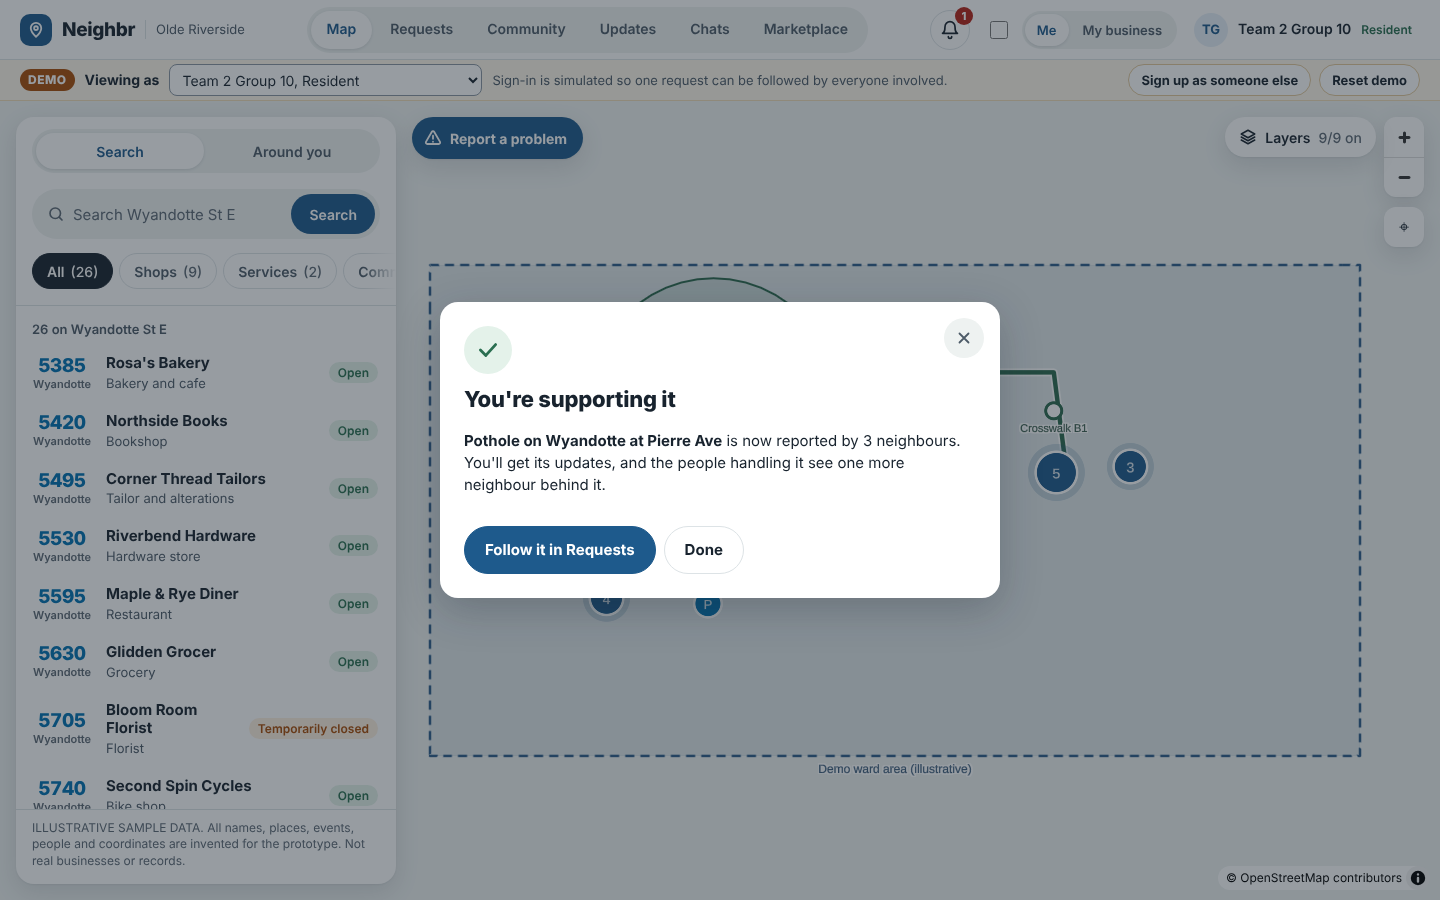 Neighbr
Olde Riverside
Map
Requests
Community
Updates
Chats
Marketplace
1
Me
My business
TG
Team 2 Group 10
Resident
DEMO
Viewing as
Team 2 Group 10, Resident
Sign-in is simulated so one request can be followed by everyone involved.
Sign up as someone else
Reset demo
Search
Around you
Search Wyandotte St E
Search
All (26)
Shops (9)
Services (2)
26 on Wyandotte St E
5385
Wyandotte
Rosa's Bakery
Bakery and cafe
Open
5420
Wyandotte
Northside Books
Bookshop
Open
5495
Wyandotte
Corner Thread Tailors
Tailor and alterations
Open
5530
Wyandotte
Riverbend Hardware
Hardware store
Open
5595
Wyandotte
Maple & Rye Diner
Restaurant
Open
5630
Wyandotte
Glidden Grocer
Grocery
Open
5705
Wyandotte
Bloom Room
Florist
Florist
Temporarily closed
5740
Wyandotte
Second Spin Cycles
Bike shop
Open
ILLUSTRATIVE SAMPLE DATA. All names, places, events,
people and coordinates are invented for the prototype. Not
real businesses or records.
Report a problem
Layers 9/9 on
+
−
You're supporting it
Pothole on Wyandotte at Pierre Ave is now reported by 3 neighbours.
You'll get its updates, and the people handling it see one more
neighbour behind it.
Follow it in Requests
Done
Crosswalk B1
5
3
4
P
Demo ward area (illustrative)
© OpenStreetMap contributors